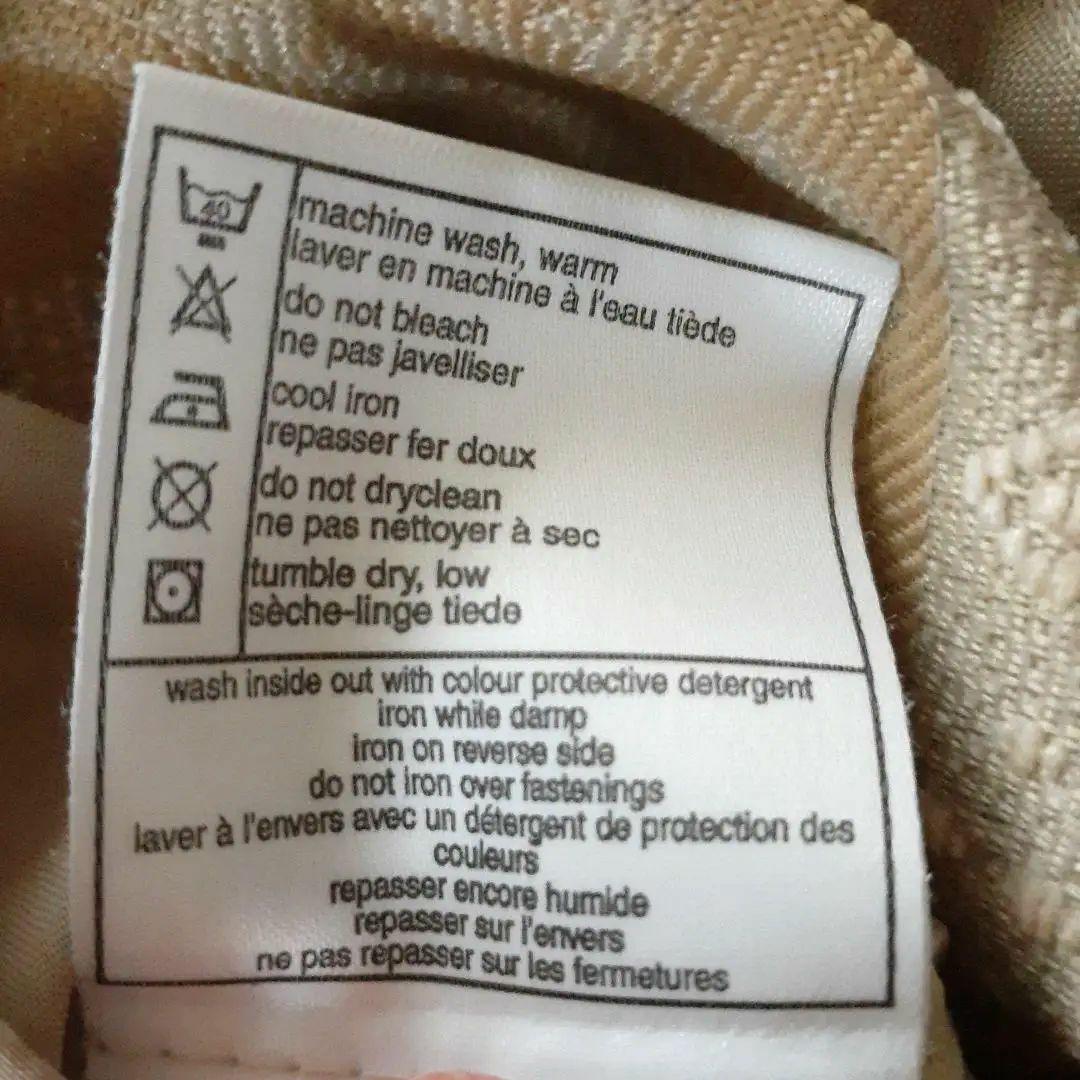 40
machine wash, warm
laver en machine à l'eau tiède
do not bleach
ne pas javelliser
cool iron
repasser fer doux
do not dryclean
ne pas nettoyer à sec
tumble dry, low
sèche-linge tiede
wash inside out with colour protective detergent
iron while damp
iron on reverse side
do not iron over fastenings
laver à l'envers avec un détergent de protection des
couleurs
repasser encore humide
repasser sur l'envers
ne pas repasser sur les fermetures